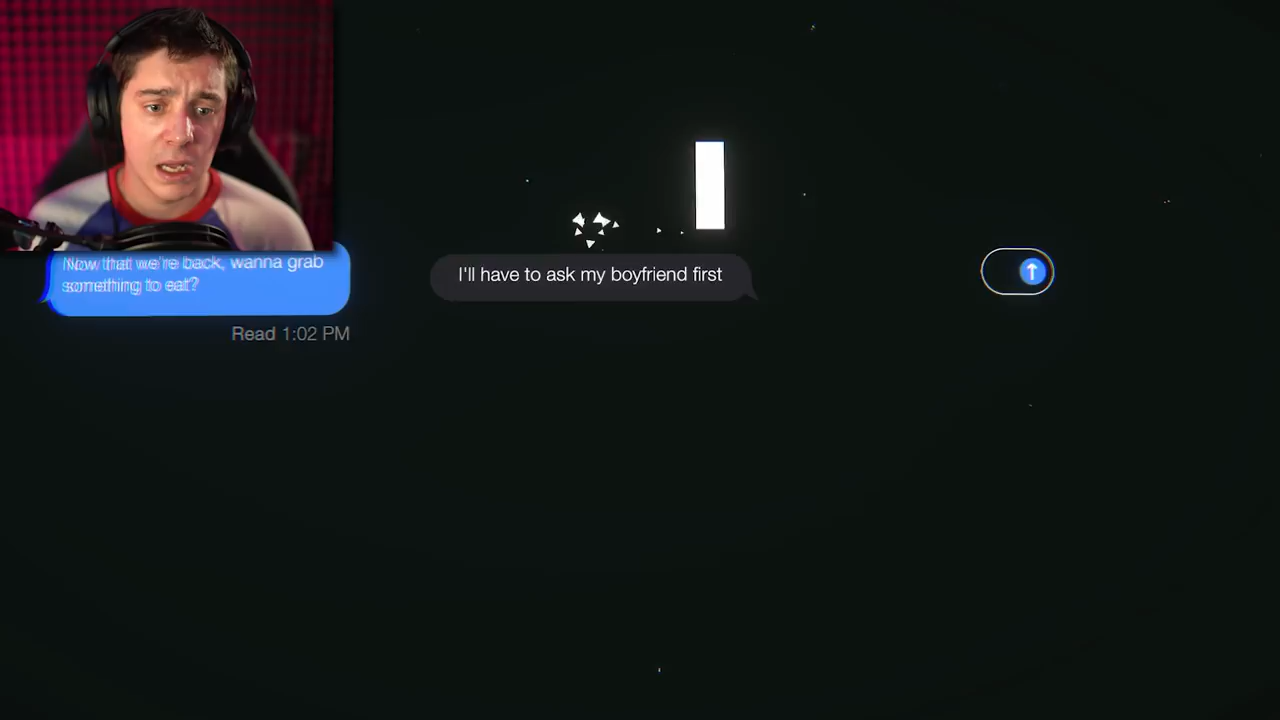 Now that we're back, wanna grab
something to eat?
Read 1:02 PM
I'll have to ask my boyfriend first